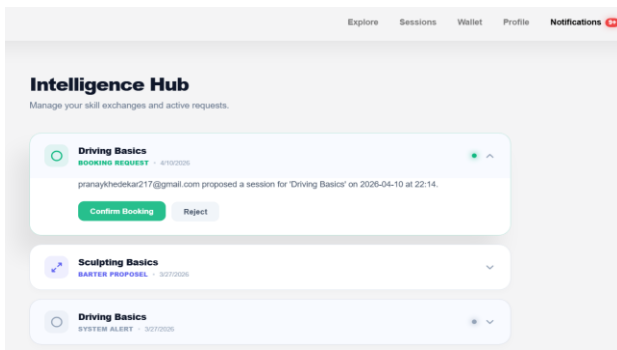 Explore Sessions Wallet Profile Notifications 9+
Intelligence Hub
Manage your skill exchanges and active requests.
Driving Basics
BOOKING REQUEST • 4/10/2026
pranaykhedekar217@gmail.com proposed a session for 'Driving Basics' on 2026-04-10 at 22:14.
Confirm Booking Reject
Sculpting Basics
BARTER PROPOSEL • 3/27/2026
Driving Basics
SYSTEM ALERT • 3/27/2026